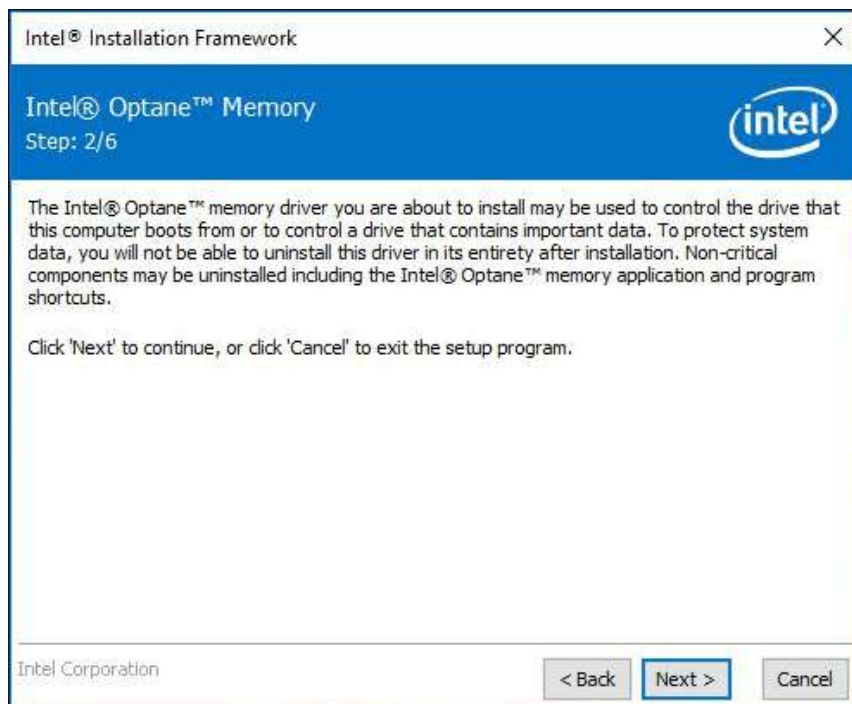 Intel® Installation Framework
Intel® Optane™ Memory
Step: 2/6
intel
The Intel® Optane™ memory driver you are about to install may be used to control the drive that
this computer boots from or to control a drive that contains important data. To protect system
data, you will not be able to uninstall this driver in its entirety after installation. Non-critical
components may be uninstalled including the Intel® Optane™ memory application and program
shortcuts.
Click 'Next' to continue, or click 'Cancel' to exit the setup program.
Intel Corporation
< Back
Next >
Cancel